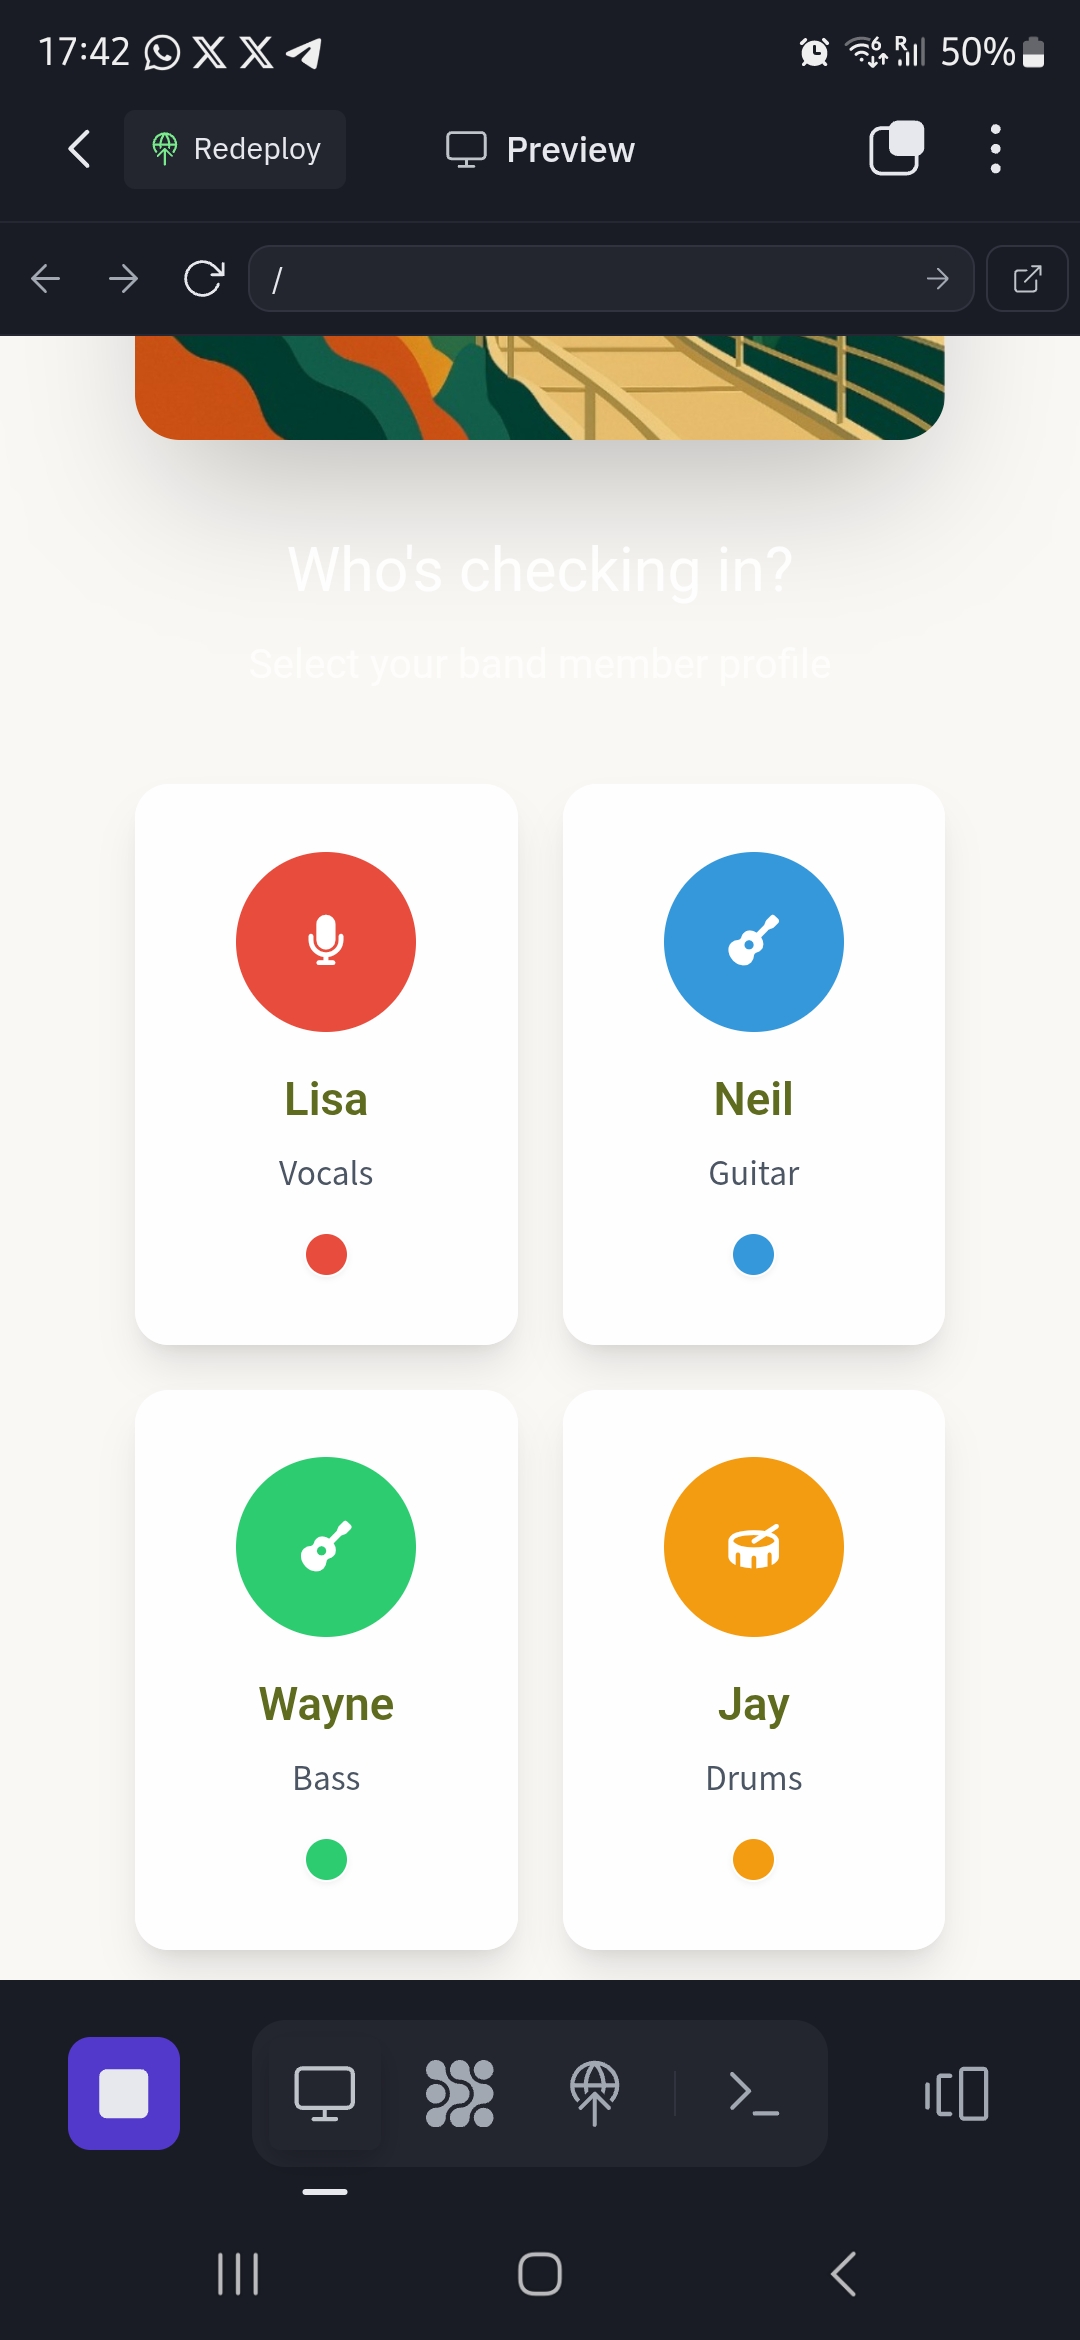 17:42
R
6
50%
Redeploy
Preview
/
Who's checking in?
Select your band member profile
Lisa
Vocals
Neil
Guitar
Wayne
Bass
Jay
Drums